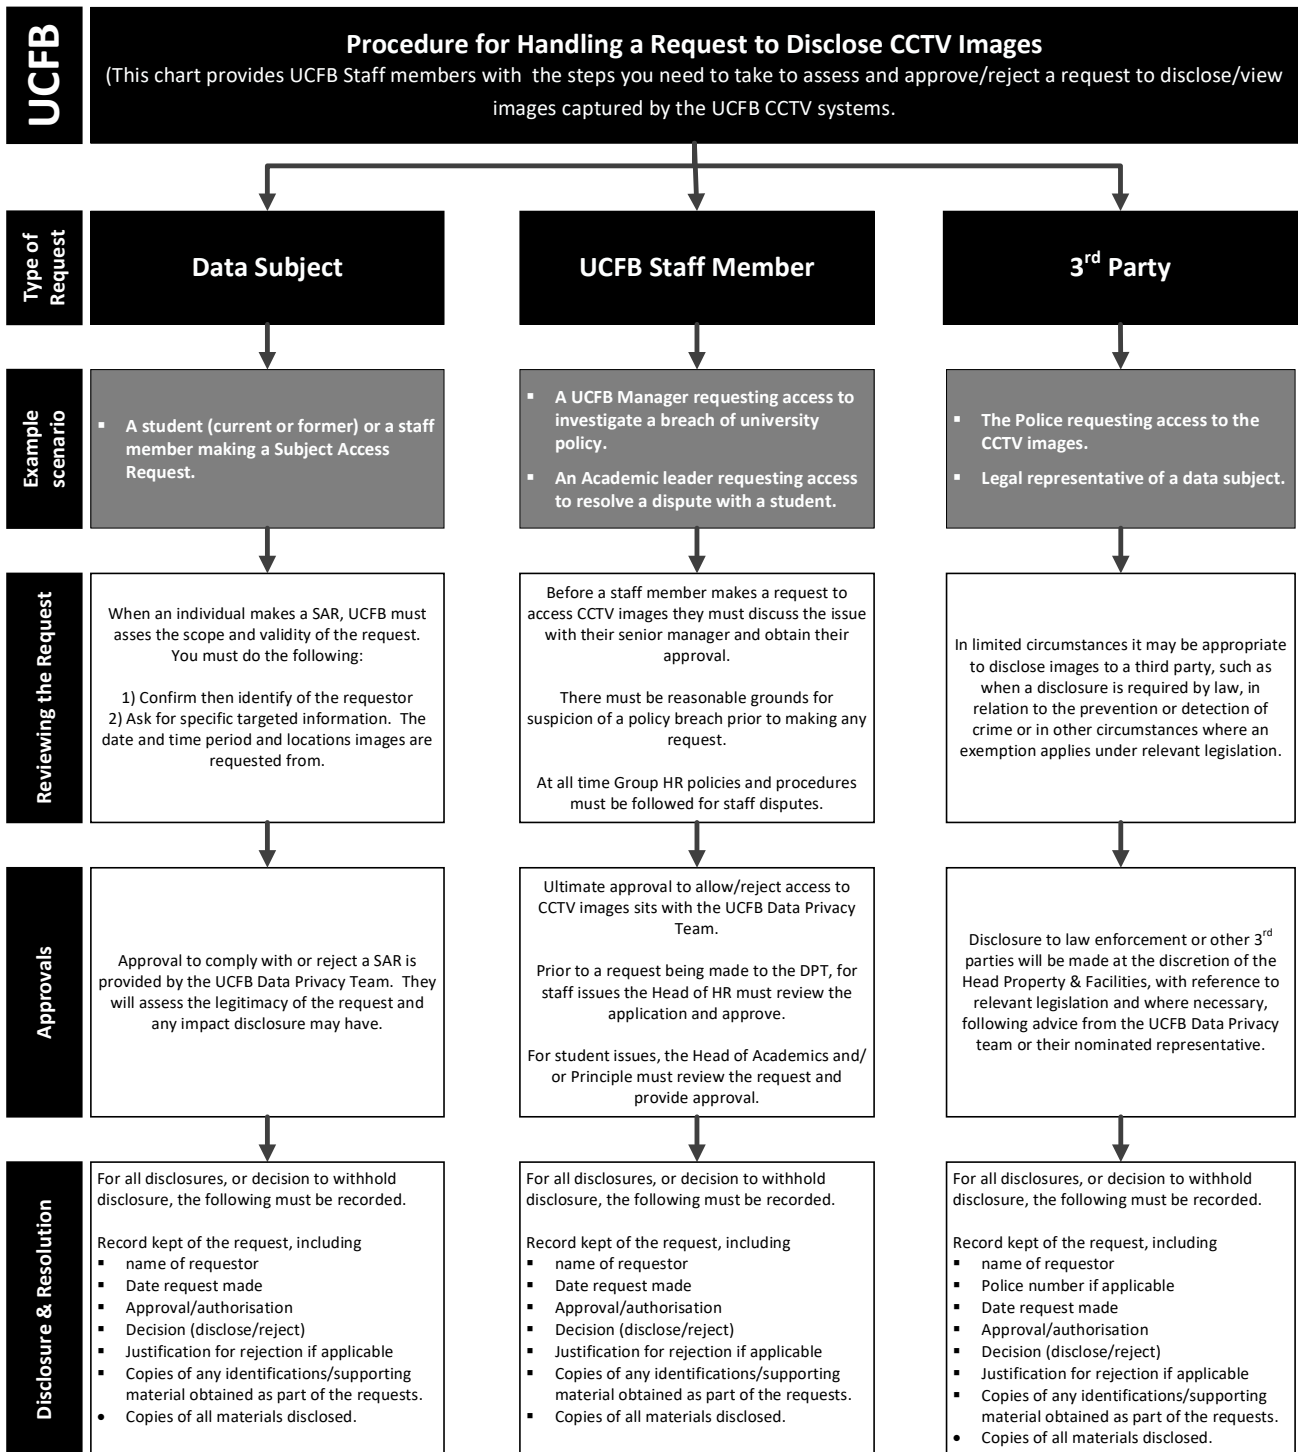 UCFB
Procedure for Handling a Request to Disclose CCTV Images
(This chart provides UCFB Staff members with  the steps you need to take to assess and approve/reject a request to disclose/view
images captured by the UCFB CCTV systems.
Type of
Request
Data Subject
UCFB Staff Member
3rd Party
Example
scenario
▪ A student (current or former) or a staff
member making a Subject Access
Request.
▪ A UCFB Manager requesting access to
investigate a breach of university
policy.
▪ An Academic leader requesting access
to resolve a dispute with a student.
▪ The Police requesting access to the
CCTV images.
▪ Legal representative of a data subject.
Reviewing the Request
When an individual makes a SAR, UCFB must
asses the scope and validity of the request.
You must do the following:
1) Confirm then identify of the requestor
2) Ask for specific targeted information.  The
date and time period and locations images are
requested from.
Before a staff member makes a request to
access CCTV images they must discuss the issue
with their senior manager and obtain their
approval.
There must be reasonable grounds for
suspicion of a policy breach prior to making any
request.
At all time Group HR policies and procedures
must be followed for staff disputes.
In limited circumstances it may be appropriate
to disclose images to a third party, such as
when a disclosure is required by law, in
relation to the prevention or detection of
crime or in other circumstances where an
exemption applies under relevant legislation.
Approvals
Approval to comply with or reject a SAR is
provided by the UCFB Data Privacy Team.  They
will assess the legitimacy of the request and
any impact disclosure may have.
Ultimate approval to allow/reject access to
CCTV images sits with the UCFB Data Privacy
Team.
Prior to a request being made to the DPT, for
staff issues the Head of HR must review the
application and approve.
For student issues, the Head of Academics and/
or Principle must review the request and
provide approval.
Disclosure to law enforcement or other 3rd
parties will be made at the discretion of the
Head Property & Facilities, with reference to
relevant legislation and where necessary,
following advice from the UCFB Data Privacy
team or their nominated representative.
Disclosure & Resolution
For all disclosures, or decision to withhold
disclosure, the following must be recorded.
Record kept of the request, including
▪ name of requestor
▪ Date request made
▪ Approval/authorisation
▪ Decision (disclose/reject)
▪ Justification for rejection if applicable
▪ Copies of any identifications/supporting
material obtained as part of the requests.
• Copies of all materials disclosed.
For all disclosures, or decision to withhold
disclosure, the following must be recorded.
Record kept of the request, including
▪ name of requestor
▪ Date request made
▪ Approval/authorisation
▪ Decision (disclose/reject)
▪ Justification for rejection if applicable
▪ Copies of any identifications/supporting
material obtained as part of the requests.
▪ Copies of all materials disclosed.
For all disclosures, or decision to withhold
disclosure, the following must be recorded.
Record kept of the request, including
▪ name of requestor
▪ Police number if applicable
▪ Date request made
▪ Approval/authorisation
▪ Decision (disclose/reject)
▪ Justification for rejection if applicable
▪ Copies of any identifications/supporting
material obtained as part of the requests.
• Copies of all materials disclosed.